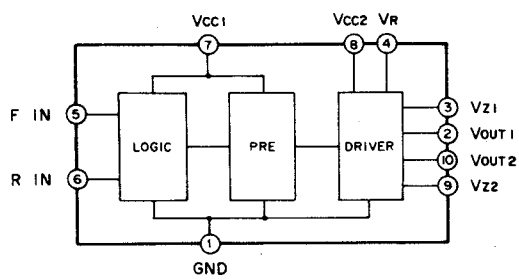 VCC1 VCC2 VR
7 8 4
F IN 5 3 VZ1
LOGIC PRE DRIVER 2 VOUT1
10 VOUT2
R IN 6 9 VZ2
1
GND